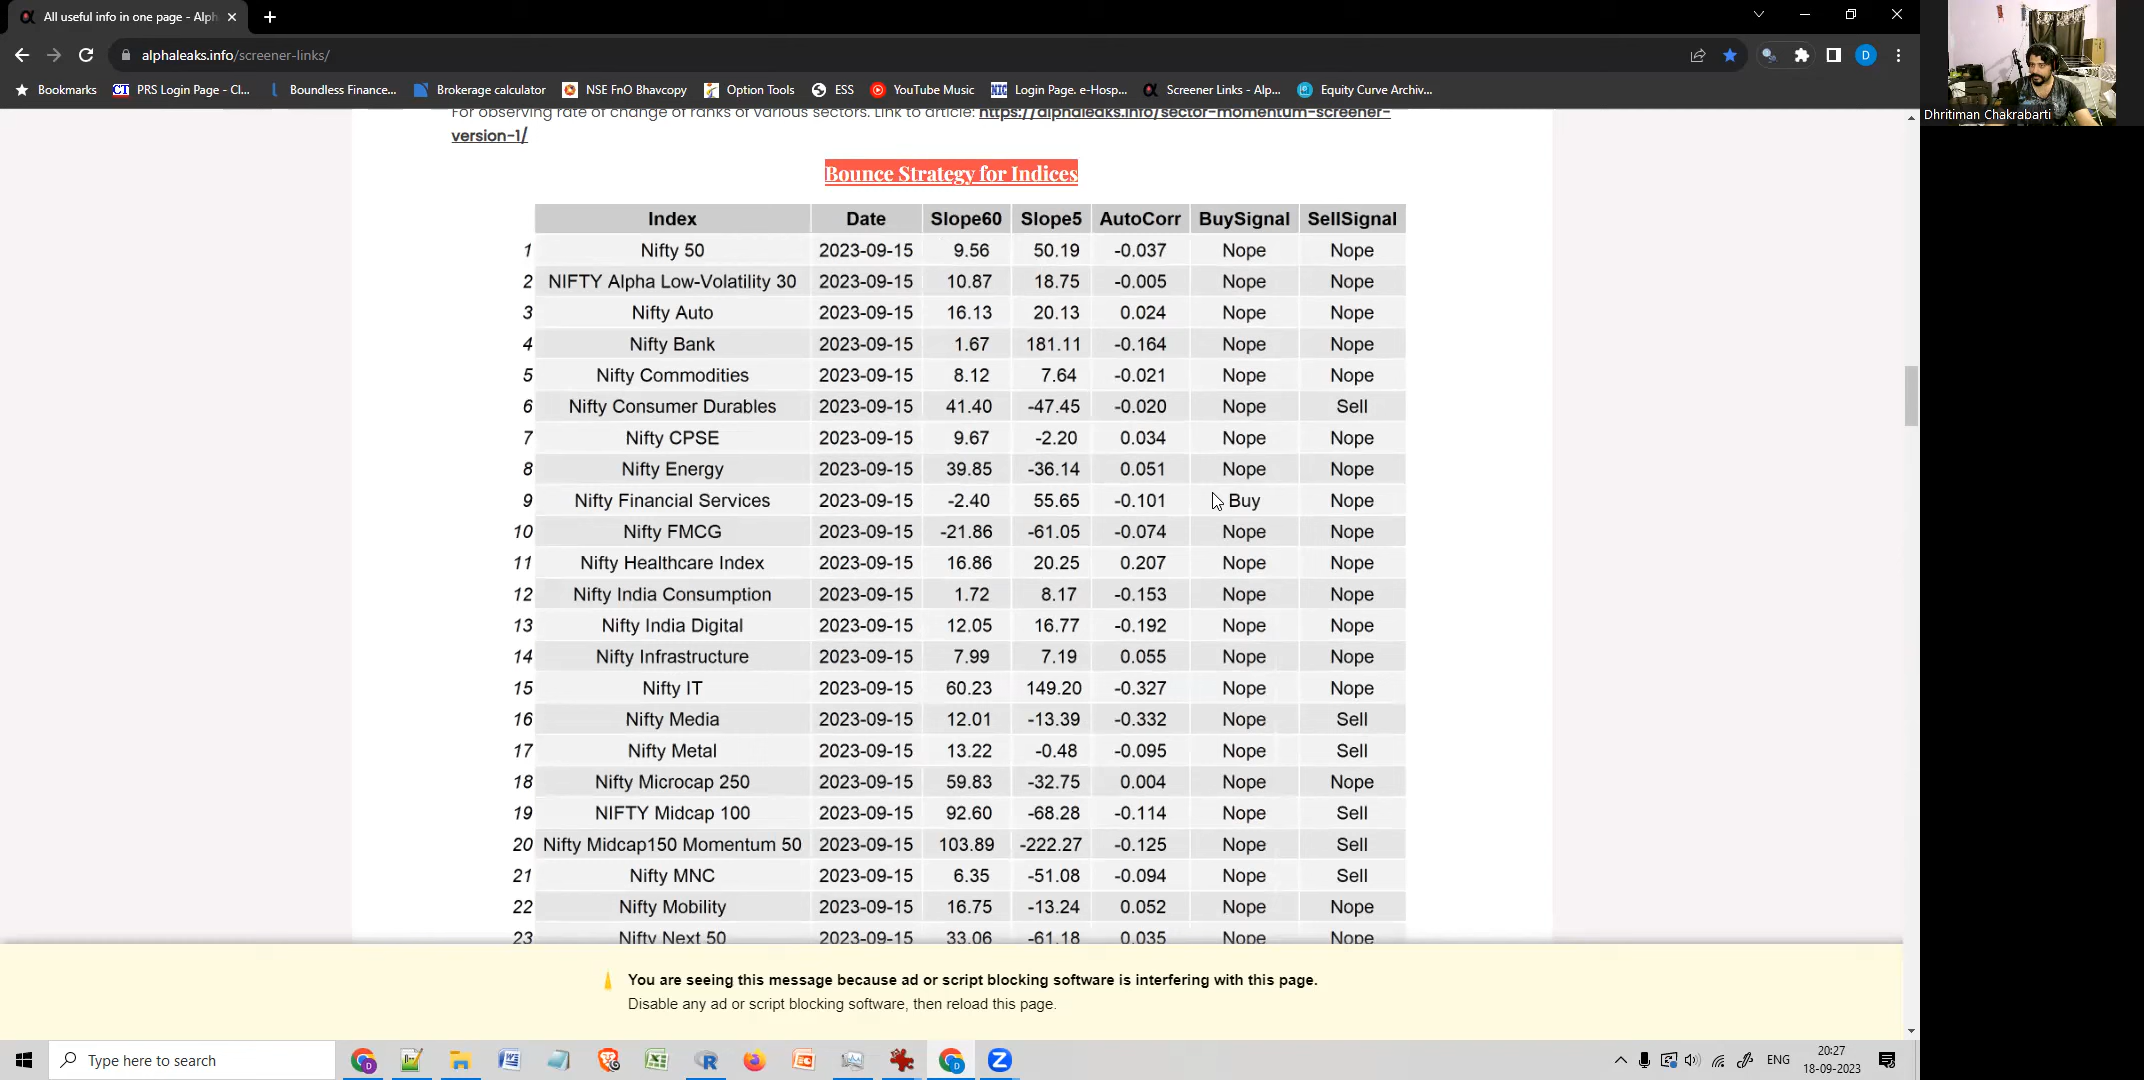 All useful info in one page - Alph
alphaleaks.info/screener-links/
Bookmarks PRS Login Page - Cl... Boundless Finance... Brokerage calculator NSE FnO Bhavcopy Option Tools ESS YouTube Music Login Page. e-Hosp... Screener Links - Alp... Equity Curve Archiv...
Dhritiman Chakrabarti
For observing rate of change of ranks of various sectors. Link to article: https://alphaleaks.info/sector-momentum-screener-
version-1/
Bounce Strategy for Indices
Index Date Slope60 Slope5 AutoCorr BuySignal SellSignal
1 Nifty 50 2023-09-15 9.56 50.19 -0.037 Nope Nope
2 NIFTY Alpha Low-Volatility 30 2023-09-15 10.87 18.75 -0.005 Nope Nope
3 Nifty Auto 2023-09-15 16.13 20.13 0.024 Nope Nope
4 Nifty Bank 2023-09-15 1.67 181.11 -0.164 Nope Nope
5 Nifty Commodities 2023-09-15 8.12 7.64 -0.021 Nope Nope
6 Nifty Consumer Durables 2023-09-15 41.40 -47.45 -0.020 Nope Sell
7 Nifty CPSE 2023-09-15 9.67 -2.20 0.034 Nope Nope
8 Nifty Energy 2023-09-15 39.85 -36.14 0.051 Nope Nope
9 Nifty Financial Services 2023-09-15 -2.40 55.65 -0.101 Buy Nope
10 Nifty FMCG 2023-09-15 -21.86 -61.05 -0.074 Nope Nope
11 Nifty Healthcare Index 2023-09-15 16.86 20.25 0.207 Nope Nope
12 Nifty India Consumption 2023-09-15 1.72 8.17 -0.153 Nope Nope
13 Nifty India Digital 2023-09-15 12.05 16.77 -0.192 Nope Nope
14 Nifty Infrastructure 2023-09-15 7.99 7.19 0.055 Nope Nope
15 Nifty IT 2023-09-15 60.23 149.20 -0.327 Nope Nope
16 Nifty Media 2023-09-15 12.01 -13.39 -0.332 Nope Sell
17 Nifty Metal 2023-09-15 13.22 -0.48 -0.095 Nope Sell
18 Nifty Microcap 250 2023-09-15 59.83 -32.75 0.004 Nope Nope
19 NIFTY Midcap 100 2023-09-15 92.60 -68.28 -0.114 Nope Sell
20 Nifty Midcap150 Momentum 50 2023-09-15 103.89 -222.27 -0.125 Nope Sell
21 Nifty MNC 2023-09-15 6.35 -51.08 -0.094 Nope Sell
22 Nifty Mobility 2023-09-15 16.75 -13.24 0.052 Nope Nope
23 Nifty Next 50 2023-09-15 33.06 -61.18 0.035 Nope Nope
You are seeing this message because ad or script blocking software is interfering with this page.
Disable any ad or script blocking software, then reload this page.
Type here to search
ENG
20:27
18-09-2023